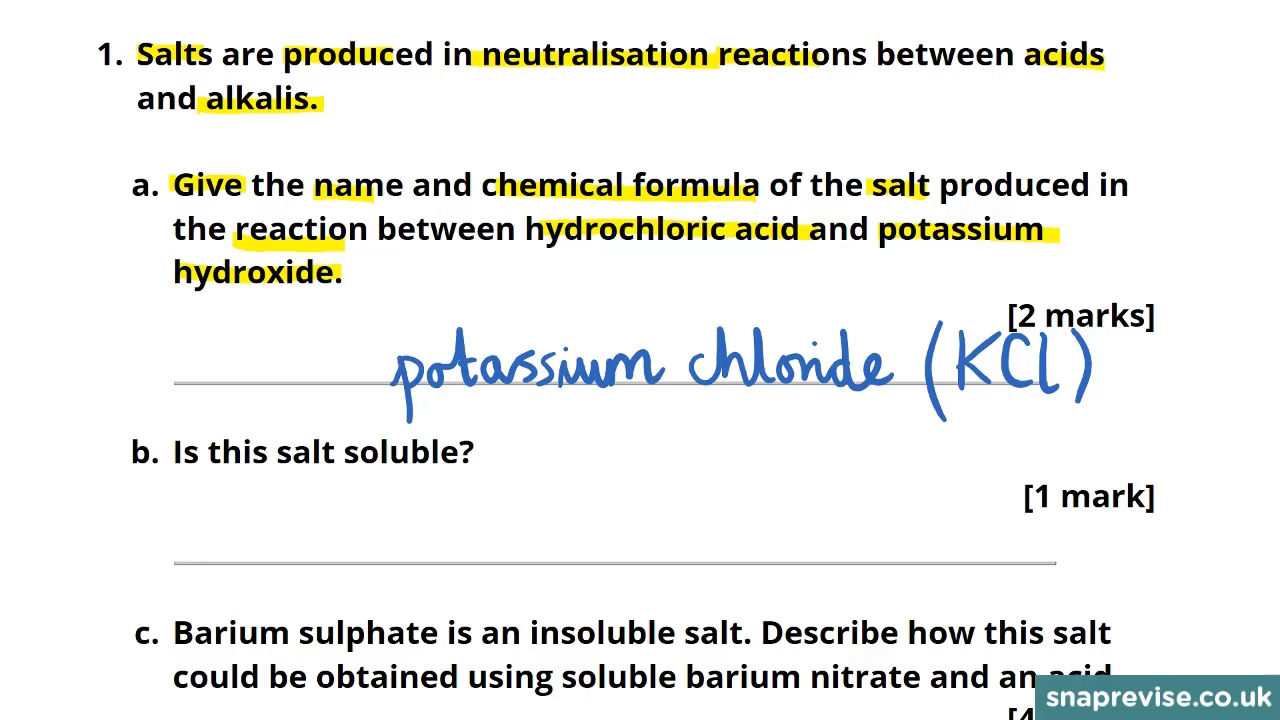 1. Salts are produced in neutralisation reactions between acids
and alkalis.
a. Give the name and chemical formula of the salt produced in
the reaction between hydrochloric acid and potassium
hydroxide.
[2 marks]
potassium chloride (KCl)
b. Is this salt soluble?
[1 mark]
c. Barium sulphate is an insoluble salt. Describe how this salt
could be obtained using soluble barium nitrate and an acid
[4
snaprevise.co.uk